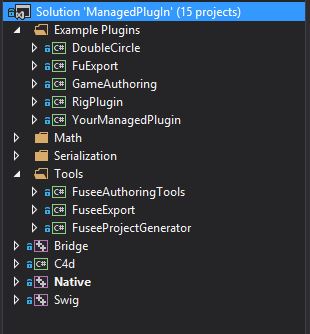 Solution 'ManagedPlugIn' (15 projects)
Example Plugins
C# DoubleCircle
C# FuExport
C# GameAuthoring
C# RigPlugin
C# YourManagedPlugin
Math
Serialization
Tools
C# FuseeAuthoringTools
C# FuseeExport
C# FuseeProjectGenerator
Bridge
C# C4d
Native
Swig